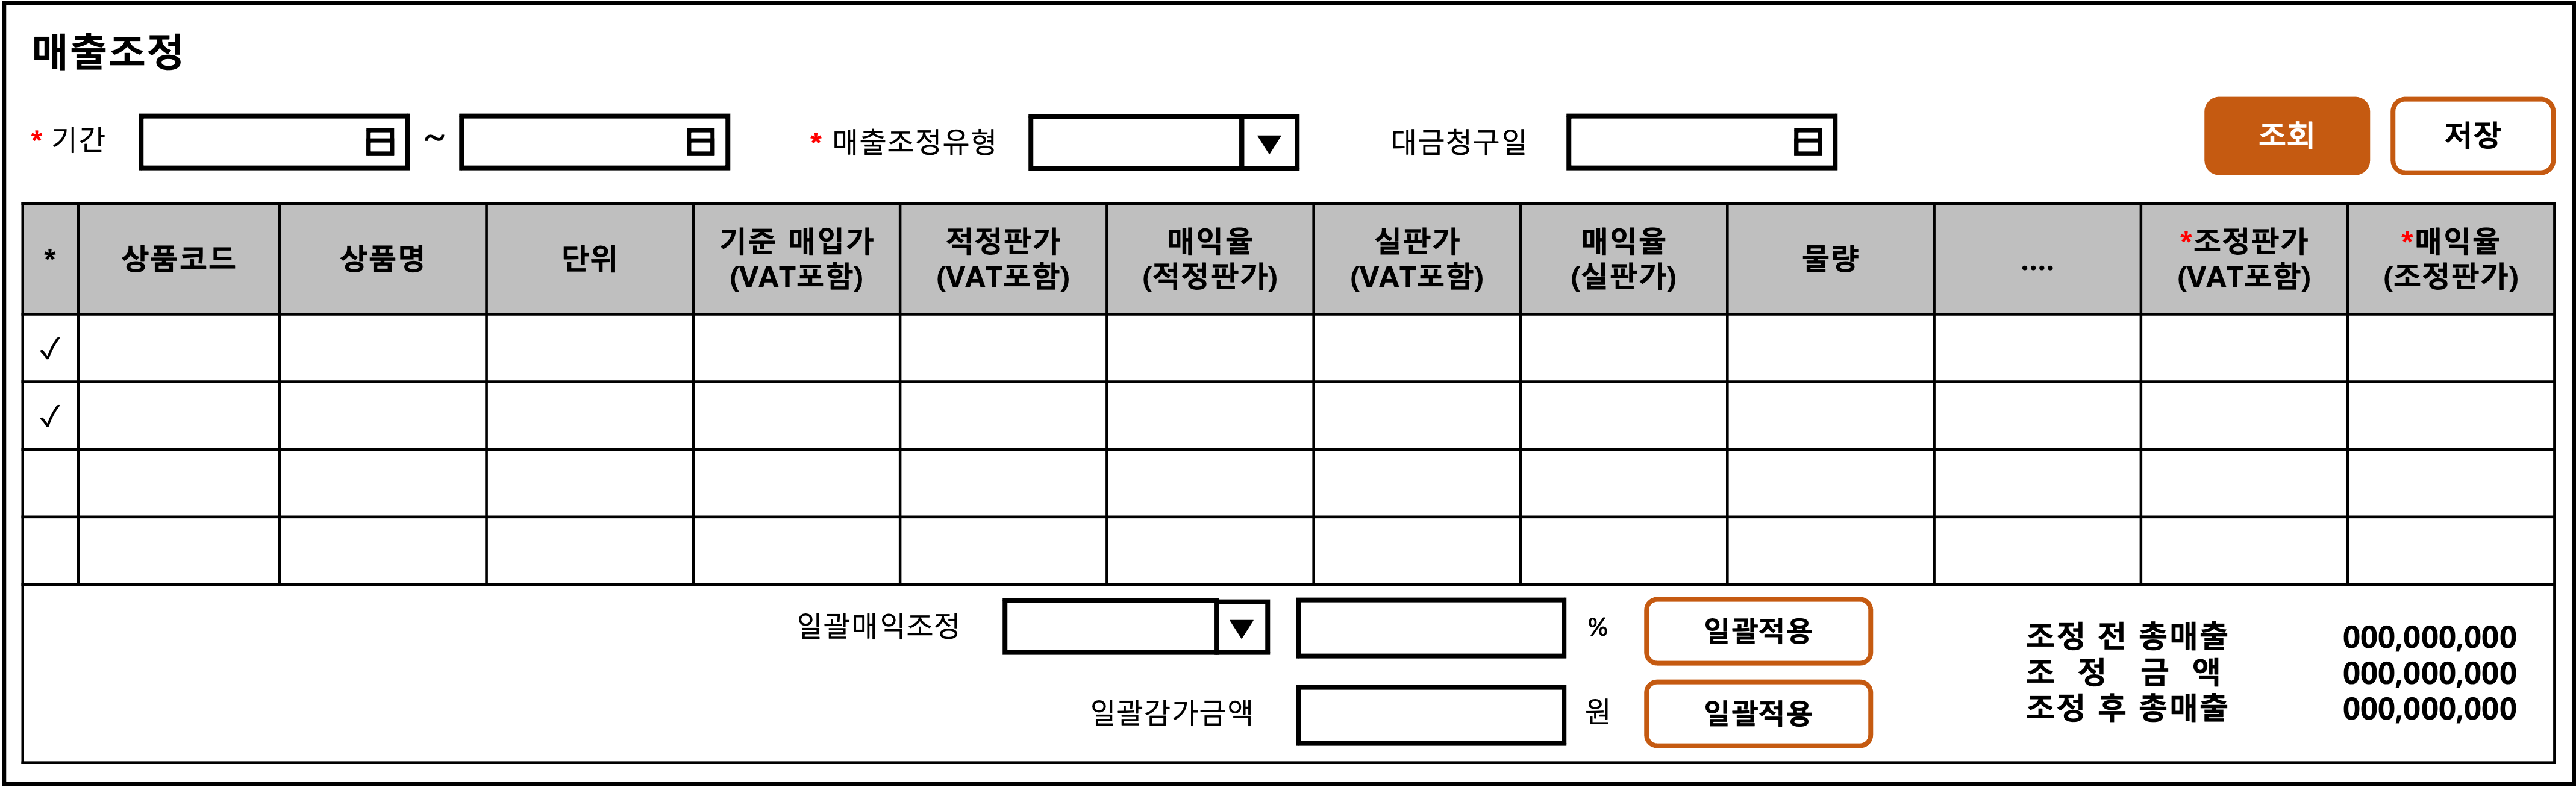 매출조정
* 기간 ~ * 매출조정유형 ▼ 대금청구일 조회 저장
* 상품코드 상품명 단위 기준 매입가 (VAT포함) 적정판가 (VAT포함) 매익율 (적정판가) 실판가 (VAT포함) 매익율 (실판가) 물량 .... *조정판가 (VAT포함) *매익율 (조정판가)
✓
✓
일괄매익조정 ▼ % 일괄적용
일괄감가금액 원 일괄적용
조정 전 총매출 000,000,000
조 정 금 액 000,000,000
조정 후 총매출 000,000,000